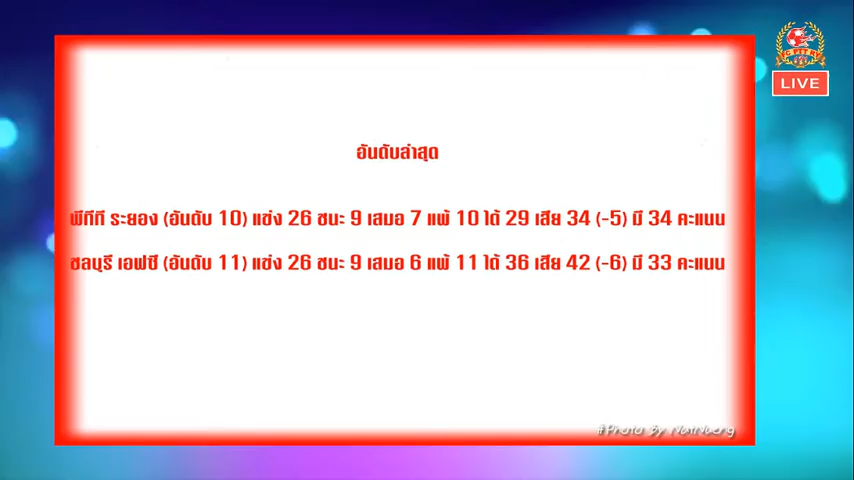 LIVE
อันดับล่าสุด
พีทีที ระยอง (อันดับ 10) แข่ง 26 ชนะ 9 เสมอ 7 แพ้ 10 ได้ 29 เสีย 34 (-5) มี 34 คะแนน
ชลบุรี เอฟซี (อันดับ 11) แข่ง 26 ชนะ 9 เสมอ 6 แพ้ 11 ได้ 36 เสีย 42 (-6) มี 33 คะแนน
#Photo By NatNueng